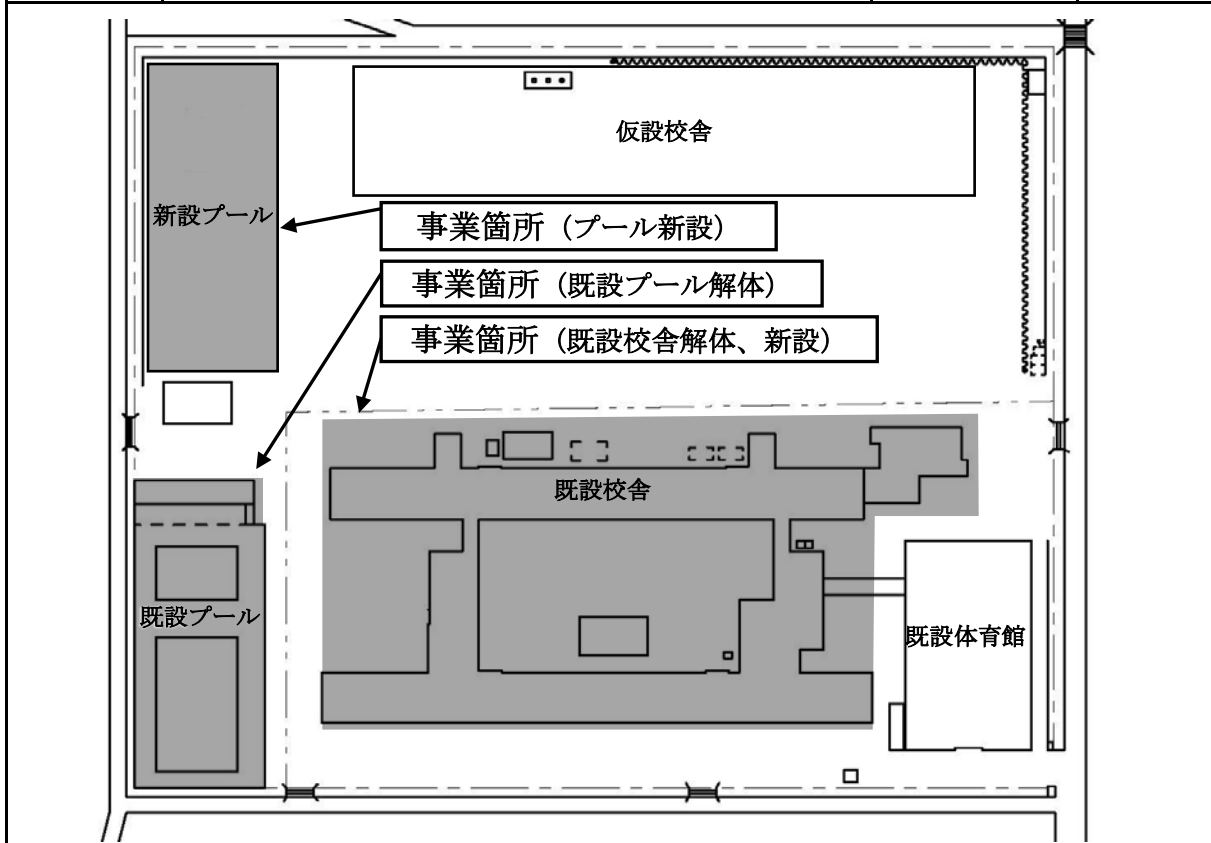 仮設校舎
新設プール
事業箇所（プール新設）
事業箇所（既設プール解体）
事業箇所（既設校舎解体、新設）
既設校舎
既設プール
既設体育館